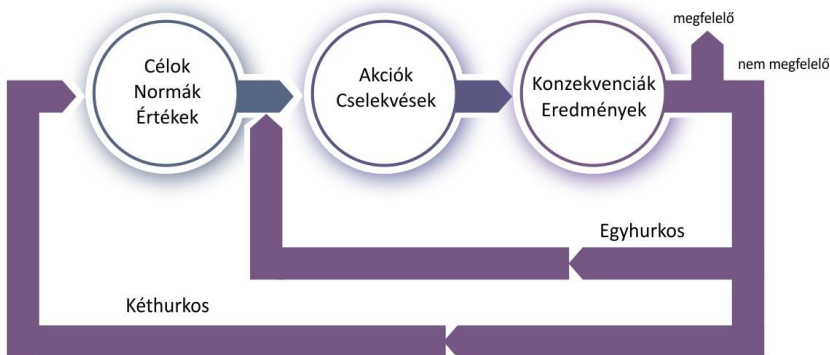 megfelelő
nem megfelelő
Célok
Normák
Értékek
Akciók
Cselekvések
Konzekvenciák
Eredmények
Egyhurkos
Kéthurkos